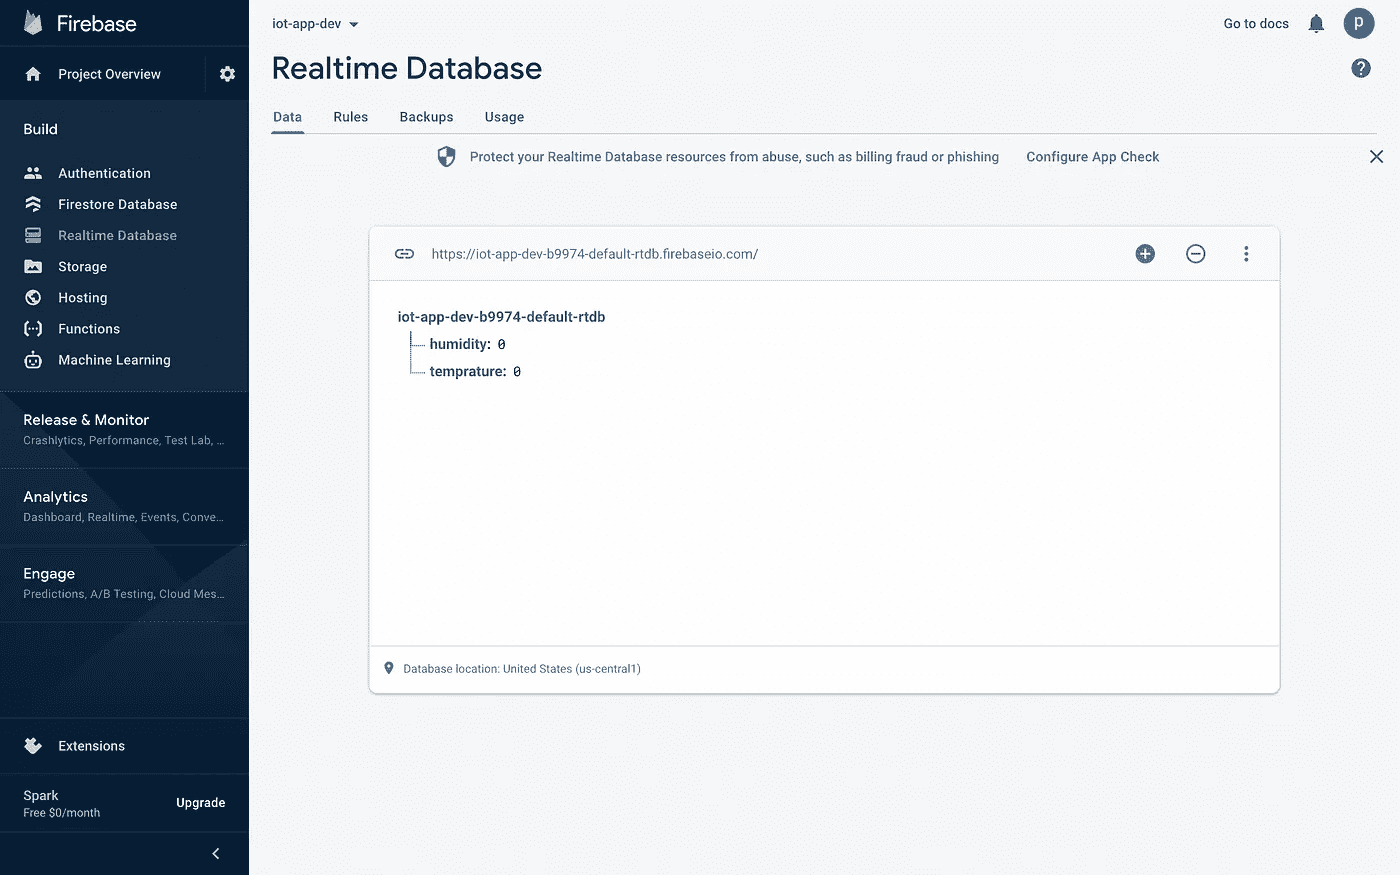 Firebase
Project Overview
Build
Authentication
Firestore Database
Realtime Database
Storage
Hosting
Functions
Machine Learning
Release & Monitor
Crashlytics, Performance, Test Lab, ...
Analytics
Dashboard, Realtime, Events, Conve...
Engage
Predictions, A/B Testing, Cloud Mes...
Extensions
Spark
Free $0/month
Upgrade
iot-app-dev
Go to docs
p
Realtime Database
?
Data Rules Backups Usage
Protect your Realtime Database resources from abuse, such as billing fraud or phishing Configure App Check
https://iot-app-dev-b9974-default-rtdb.firebaseio.com/
iot-app-dev-b9974-default-rtdb
humidity: 0
temprature: 0
Database location: United States (us-central1)